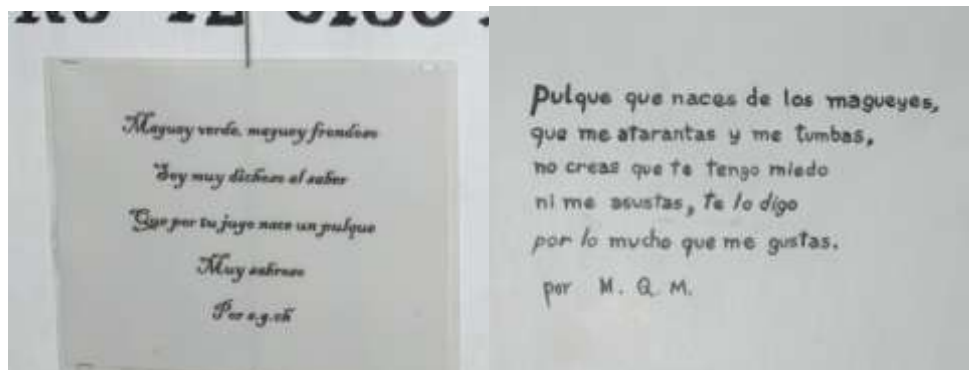 Maguey verde, maguey frondoso
Soy muy dichoso al saber
Que por tu jugo nace un pulque
Muy sabroso
Por
Pulque que naces de los magueyes,
que me atarantas y me tumbas,
no creas que te tengo miedo
ni me asustas, te lo digo
por lo mucho que me gustas.
por M. Q. M.